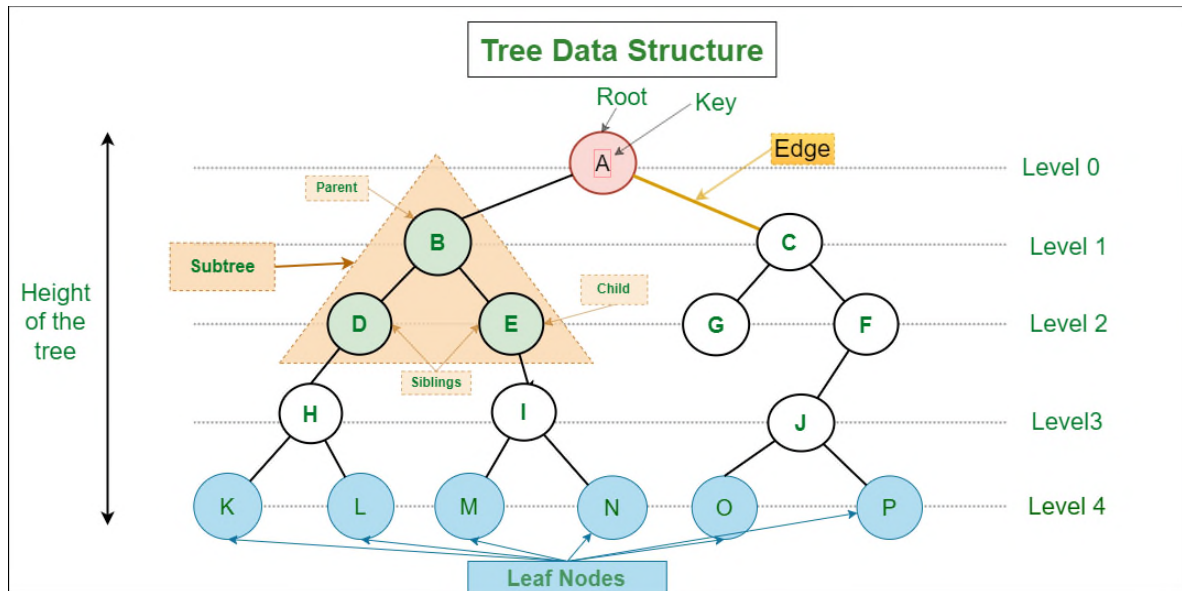 Tree Data Structure
Root
Key
A
Edge
Level 0
Parent
B
C
Level 1
Subtree
Child
Height
of the
tree
D
E
G
F
Level 2
Siblings
H
I
J
Level3
K
L
M
N
O
P
Level 4
Leaf Nodes